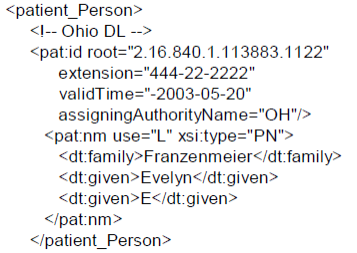 <patient_Person>
<!-- Ohio DL -->
<pat:id root="2.16.840.1.113883.1122"
extension="444-22-2222"
validTime="-2003-05-20"
assigningAuthorityName="OH"/>
<pat:nm use="L" xsi:type="PN">
<dt:family>Franzenmeier</dt:family>
<dt:given>Evelyn</dt:given>
<dt:given>E</dt:given>
</pat:nm>
</patient_Person>